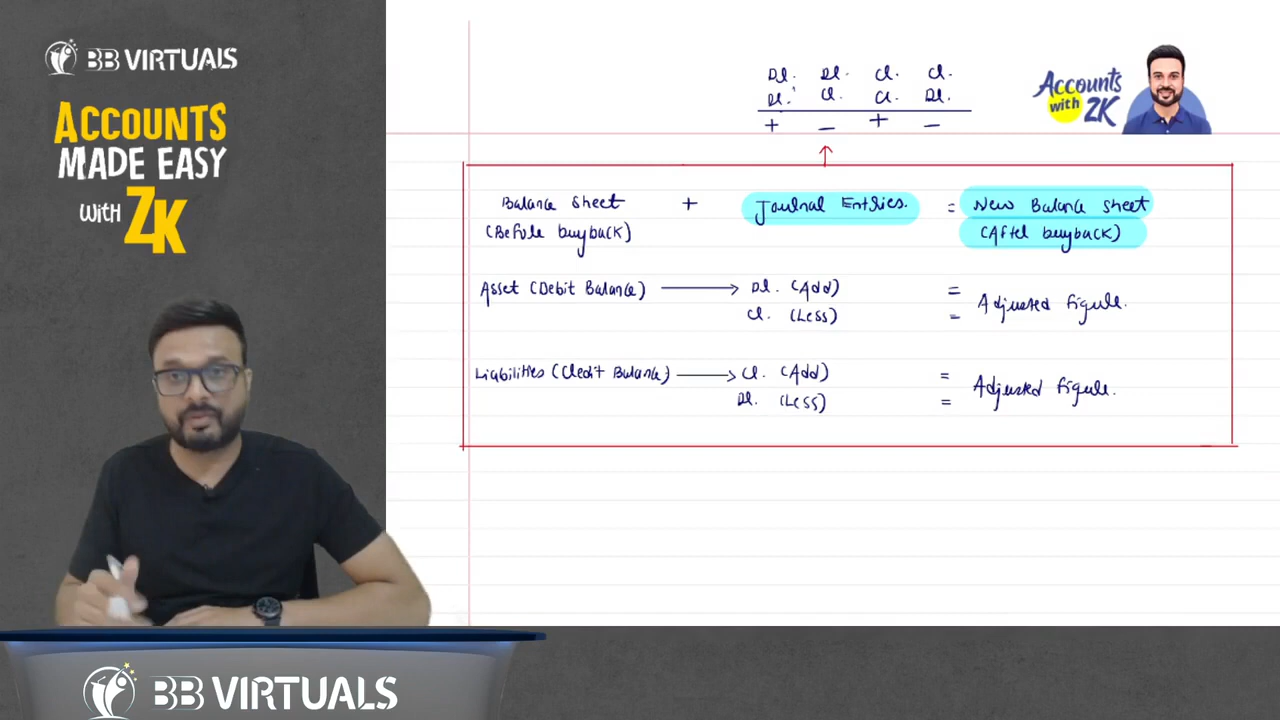 BB VIRTUALS
ACCOUNTS
MADE EASY
WITH ZK
Dr. Dr. Cr. Cr.
Dr. Cr. Cr. Dr.
+ – + –
Accounts
with ZK
Balance Sheet + Journal Entries. = New Balance Sheet
(Before buyback) (After buyback)
Asset (Debit Balance) → Dr. (Add) =
Cr. (Less) = Adjusted figure.
Liabilities (Credit Balance) → Cr. (Add) =
Dr. (Less) = Adjusted figure.
BB VIRTUALS